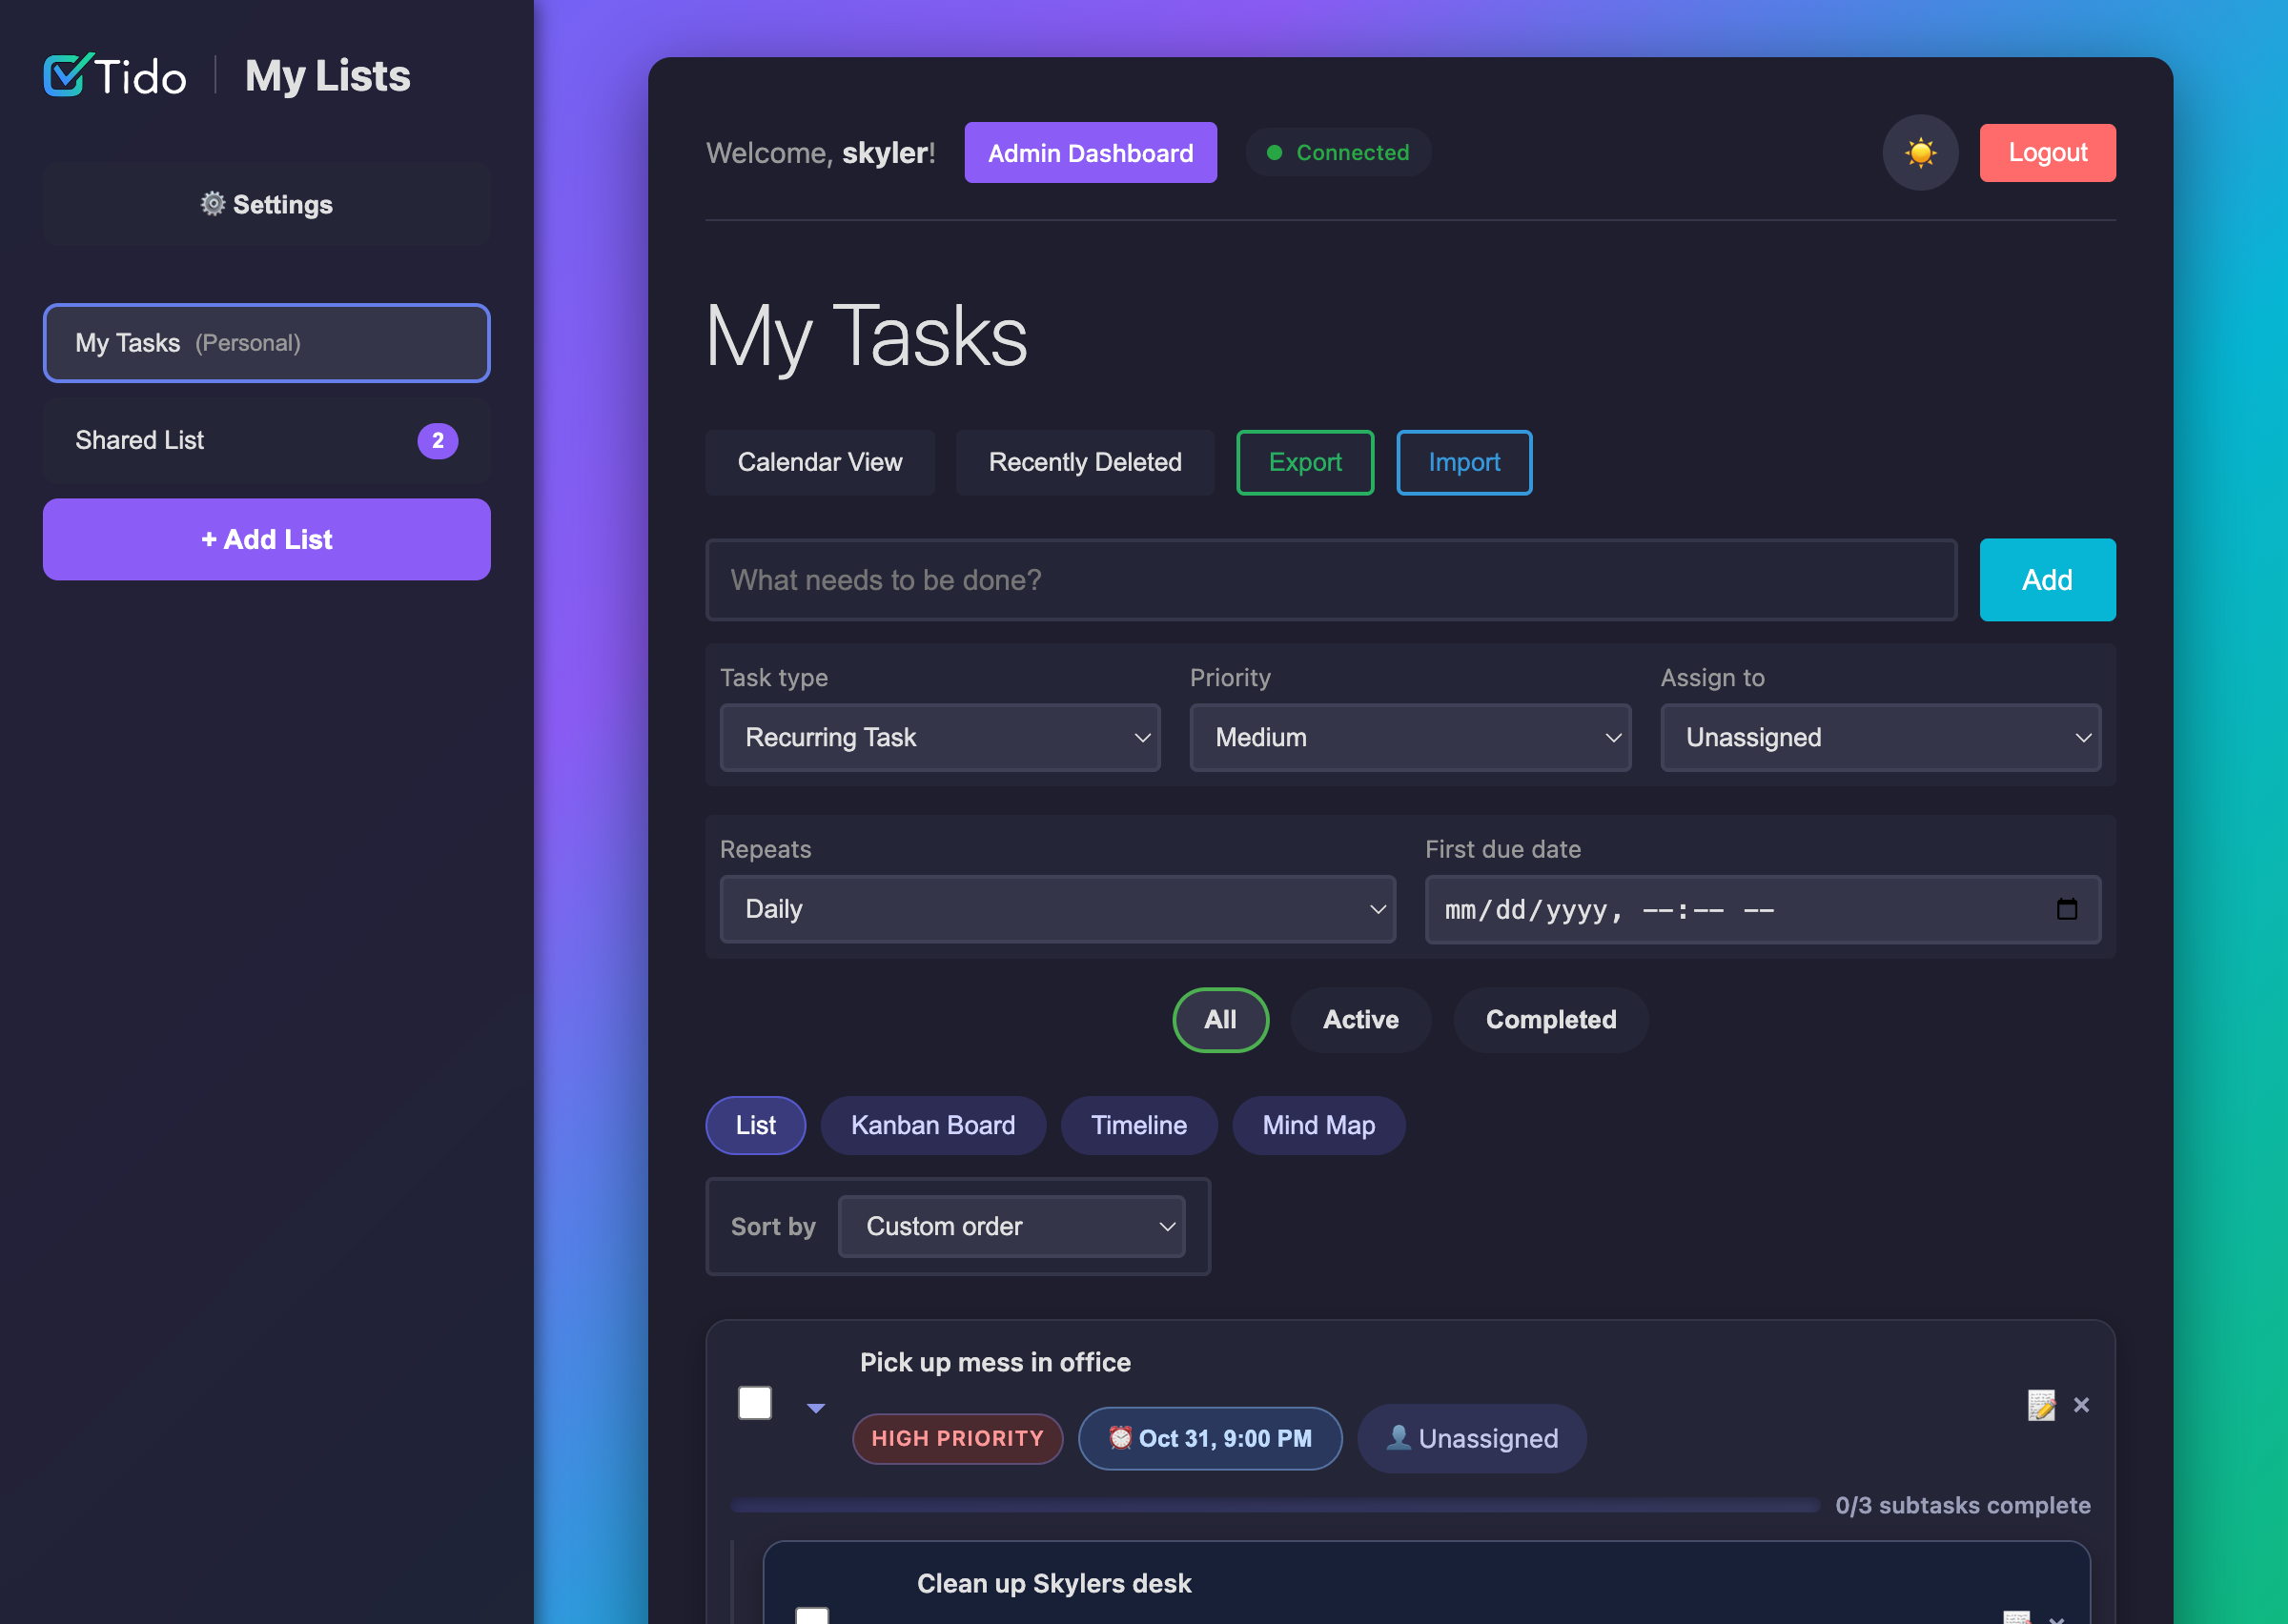 Tido
My Lists
⚙️ Settings
My Tasks (Personal)
Shared List 2
+ Add List
Welcome, skyler!
Admin Dashboard
Connected
Logout
My Tasks
Calendar View
Recently Deleted
Export
Import
What needs to be done?
Add
Task type
Priority
Assign to
Recurring Task
Medium
Unassigned
Repeats
First due date
Daily
mm/dd/yyyy, --:-- --
All
Active
Completed
List
Kanban Board
Timeline
Mind Map
Sort by
Custom order
Pick up mess in office
HIGH PRIORITY
⏰ Oct 31, 9:00 PM
👤 Unassigned
0/3 subtasks complete
Clean up Skylers desk